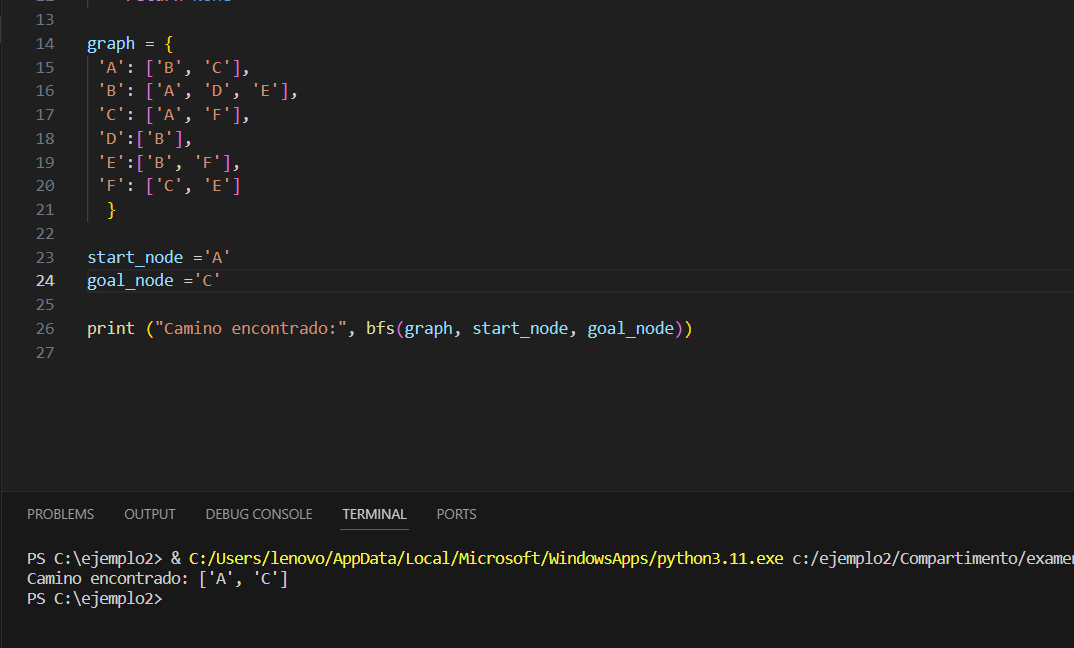 13
14 graph = {
15 'A': ['B', 'C'],
16 'B': ['A', 'D', 'E'],
17 'C': ['A', 'F'],
18 'D':['B'],
19 'E':['B', 'F'],
20 'F': ['C', 'E']
21 }
22
23 start_node ='A'
24 goal_node ='C'
25
26 print ("Camino encontrado:", bfs(graph, start_node, goal_node))
27
PROBLEMS OUTPUT DEBUG CONSOLE TERMINAL PORTS
PS C:\ejemplo2> & C:/Users/lenovo/AppData/Local/Microsoft/WindowsApps/python3.11.exe c:/ejemplo2/Compartimento/examen
Camino encontrado: ['A', 'C']
PS C:\ejemplo2>